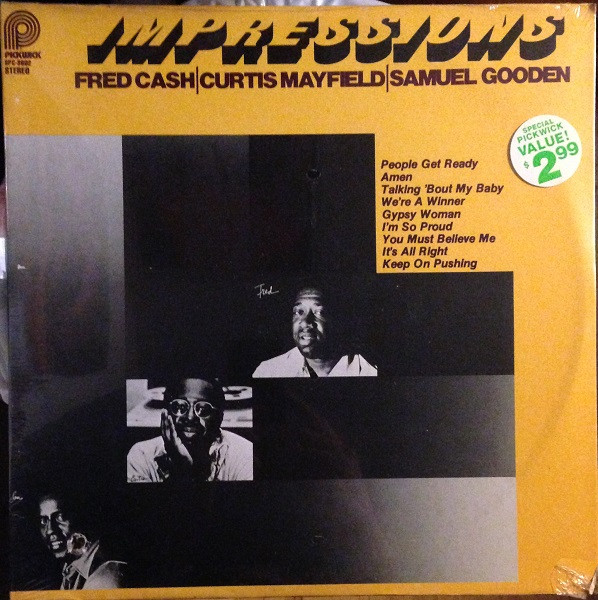 IMPRESSIONS
PICKWICK
STEREO
FRED CASH|CURTIS MAYFIELD|SAMUEL GOODEN
SPECIAL
PICKWICK
VALUE!
$2.99
People Get Ready
Amen
Talking 'Bout My Baby
We're A Winner
Gypsy Woman
I'm So Proud
You Must Believe Me
It's All Right
Keep On Pushing
Fred